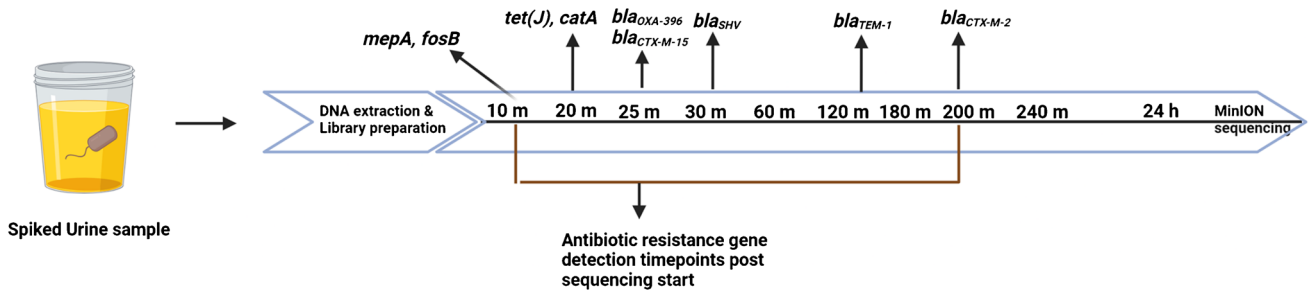 tet(J), catA
blaOXA-396
blaSHV
blaTEM-1
blaCTX-M-2
mepA, fosB
blaCTX-M-15
DNA extraction &
Library preparation
10 m 20 m 25 m 30 m 60 m 120 m 180 m 200 m 240 m 24 h
MinION
sequencing
Spiked Urine sample
Antibiotic resistance gene
detection timepoints post
sequencing start